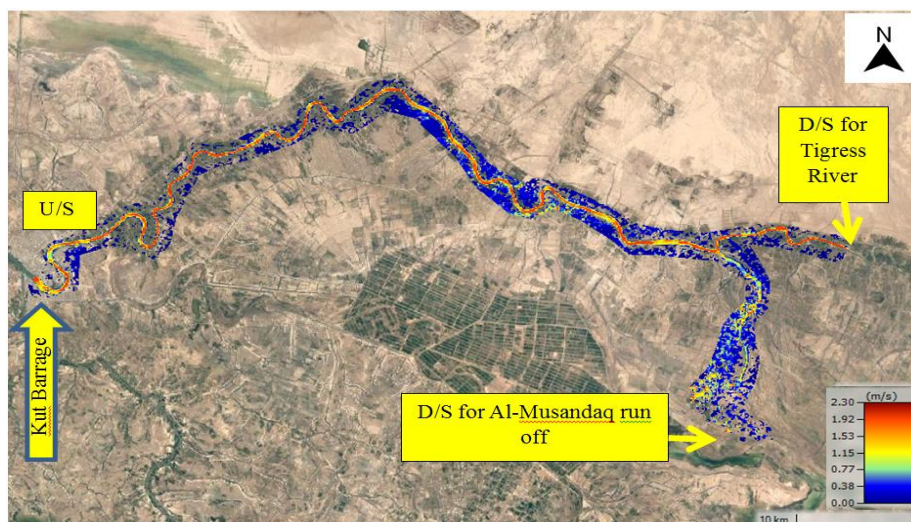 N
D/S for
Tigress
River
U/S
Kut Barrage
D/S for Al-Musandaq run
off
(m/s)
2.30
1.92
1.53
1.15
0.77
0.38
0.00
10 km